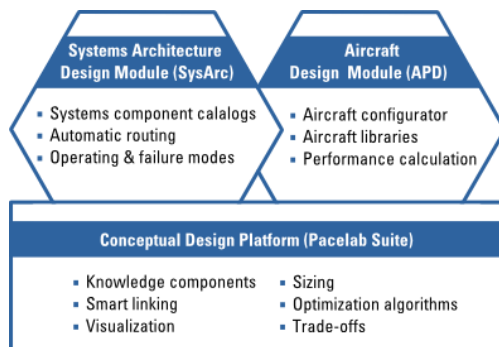 Systems Architecture
Design Module (SysArc)
▪ Systems component calalogs
▪ Automatic routing
▪ Operating & failure modes
Aircraft
Design Module (APD)
▪ Aircraft configurator
▪ Aircraft libraries
▪ Performance calculation
Conceptual Design Platform (Pacelab Suite)
▪ Knowledge components
▪ Smart linking
▪ Visualization
▪ Sizing
▪ Optimization algorithms
▪ Trade-offs